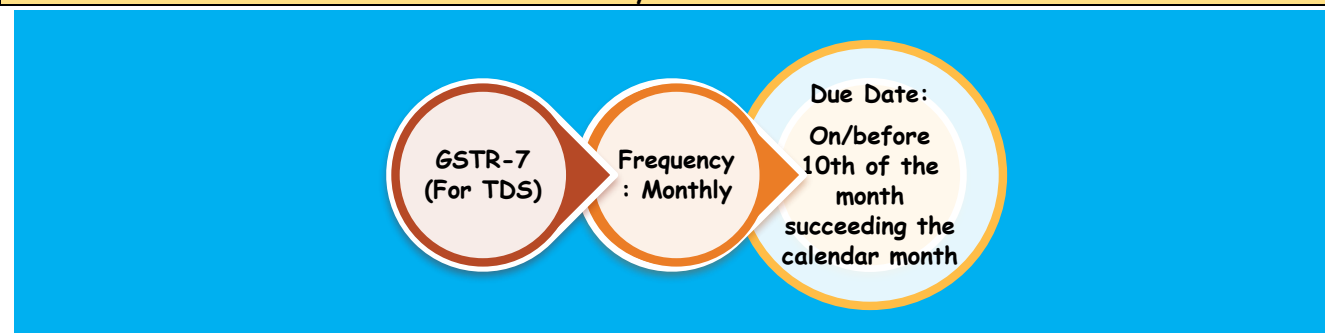 GSTR-7
(For TDS)
Frequency
: Monthly
Due Date:
On/before
10th of the
month
succeeding the
calendar month